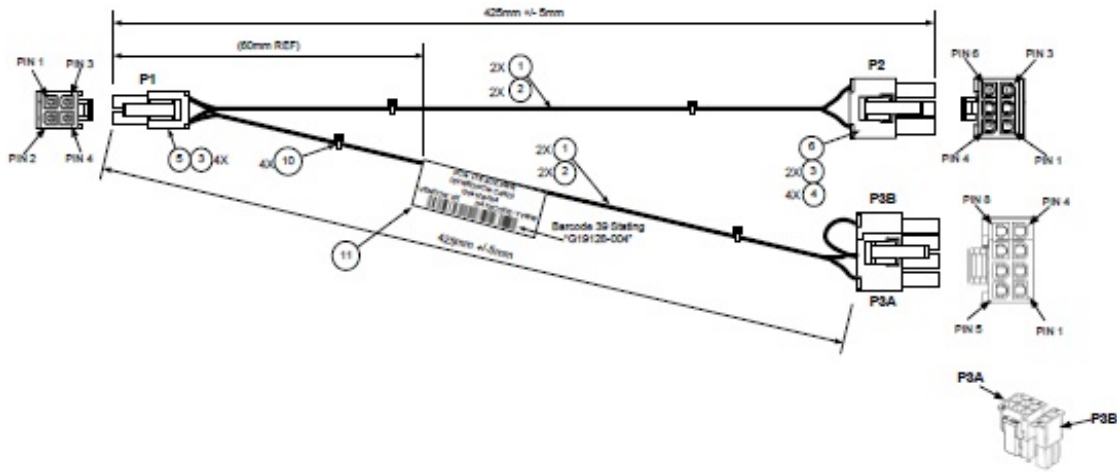 425mm +/- 5mm
(60mm REF)
PIN 1
PIN 3
P1
PIN 2
PIN 4
5
3
4X
4X
10
2X
1
2X
2
P2
PIN 6
PIN 3
PIN 4
PIN 1
6
2X
3
4X
4
2X
1
2X
2
11
Barcode 39 Stating
"G19128-004"
425mm +/-5mm
P3B
P3A
PIN 8
PIN 4
PIN 5
PIN 1
P3A
P3B